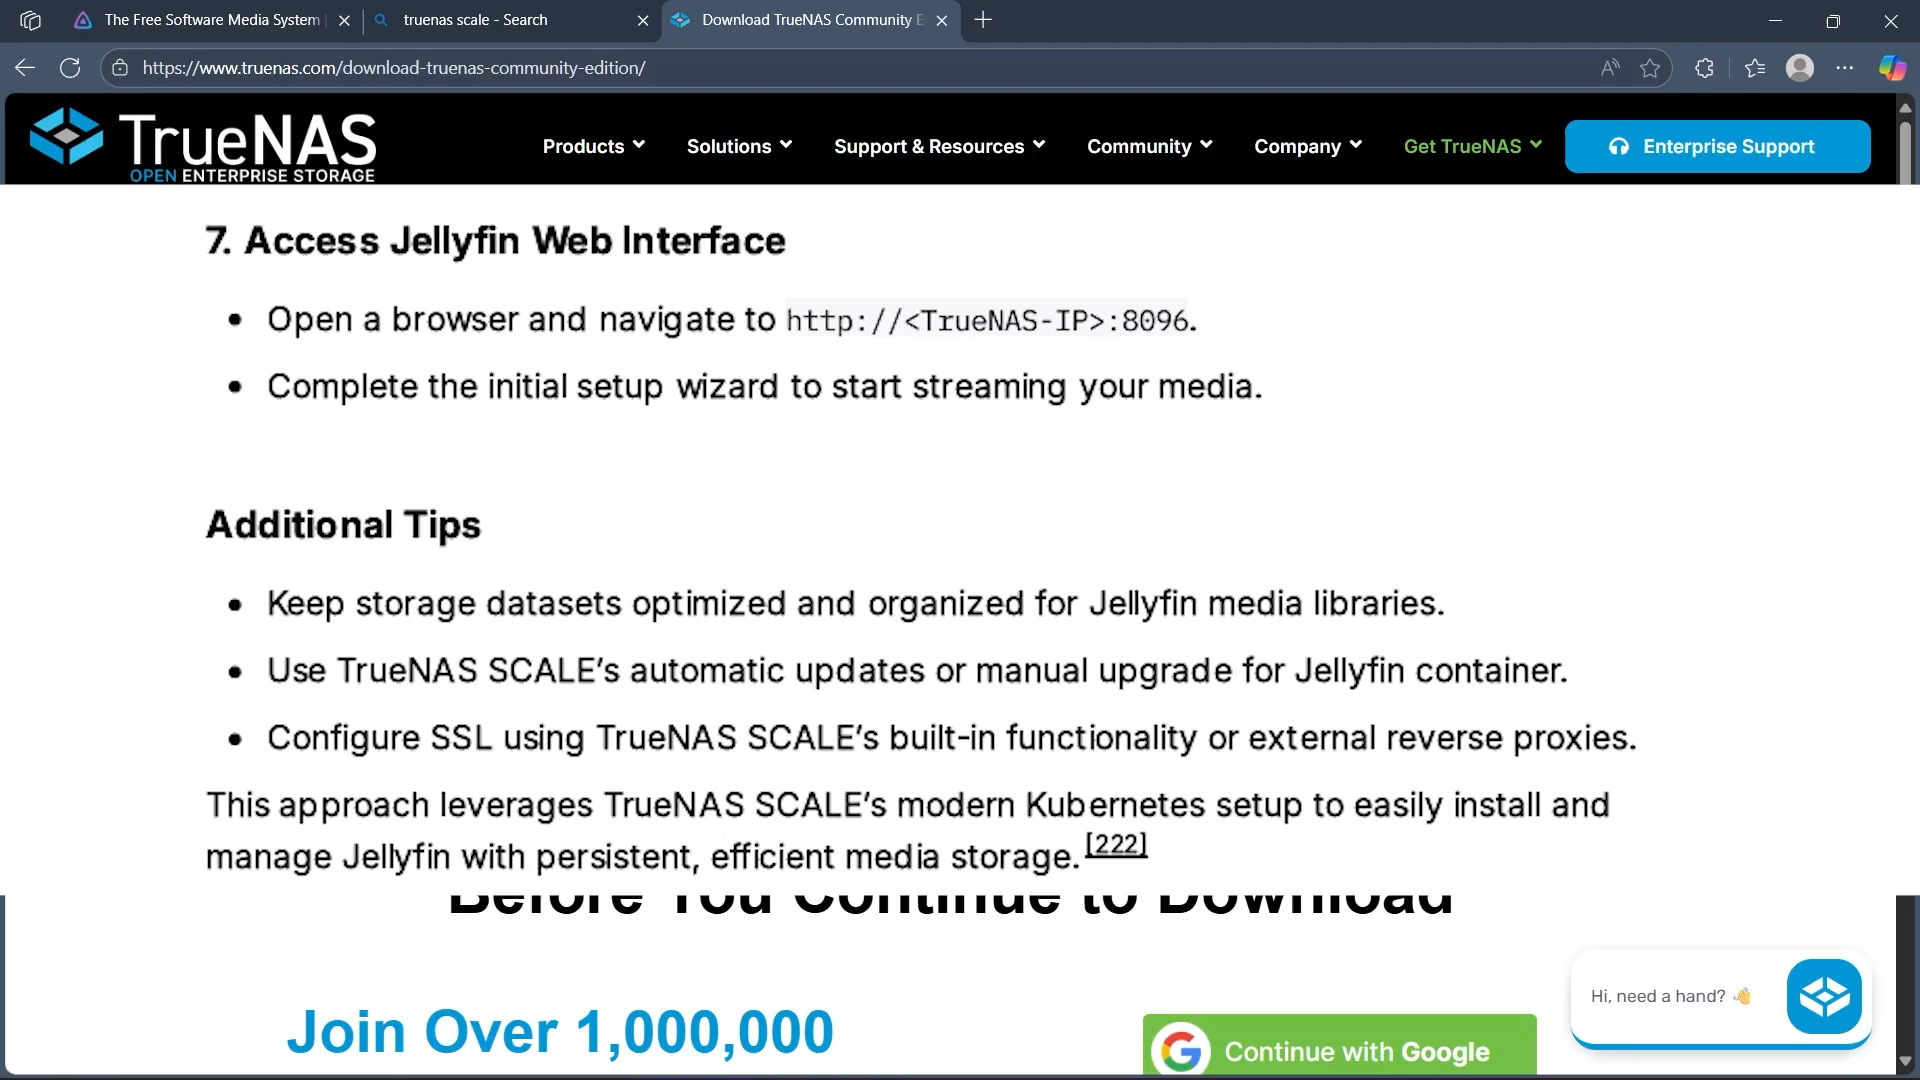 The Free Software Media System
truenas scale - Search
Download TrueNAS Community E
https://www.truenas.com/download-truenas-community-edition/
TrueNAS
OPEN ENTERPRISE STORAGE
Products
Solutions
Support & Resources
Community
Company
Get TrueNAS
Enterprise Support
7. Access Jellyfin Web Interface
• Open a browser and navigate to http://<TrueNAS-IP>:8096.
• Complete the initial setup wizard to start streaming your media.
Additional Tips
• Keep storage datasets optimized and organized for Jellyfin media libraries.
• Use TrueNAS SCALE’s automatic updates or manual upgrade for Jellyfin container.
• Configure SSL using TrueNAS SCALE’s built-in functionality or external reverse proxies.
This approach leverages TrueNAS SCALE’s modern Kubernetes setup to easily install and
manage Jellyfin with persistent, efficient media storage.[222]
Before You Continue to Download
Join Over 1,000,000
Continue with Google
Hi, need a hand? 👋